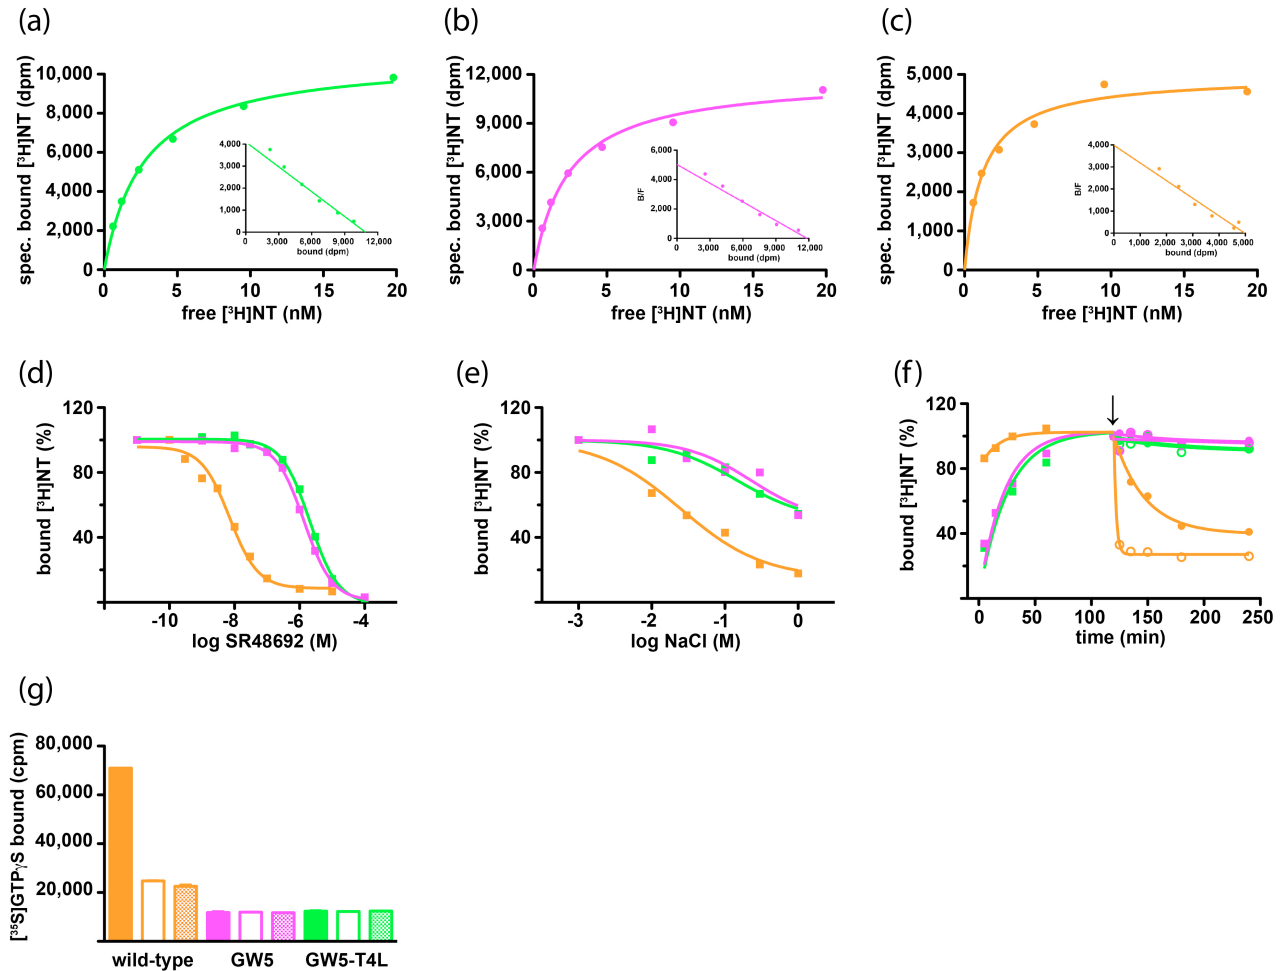 (a)
spec. bound [³H]NT (dpm)
10,000
8,000
6,000
4,000
2,000
0
0 5 10 15 20
free [³H]NT (nM)
4,000
3,000
2,000
1,000
0
0 3,000 6,000 9,000 12,000
bound (dpm)
(b)
spec. bound [³H]NT (dpm)
12,000
9,000
6,000
3,000
0
0 5 10 15 20
free [³H]NT (nM)
B/F
6,000
4,000
2,000
0
0 3,000 6,000 9,000 12,000
bound (dpm)
(c)
spec. bound [³H]NT (dpm)
5,000
4,000
3,000
2,000
1,000
0
0 5 10 15 20
free [³H]NT (nM)
B/F
4,000
3,000
2,000
1,000
0
0 1,000 2,000 3,000 4,000 5,000
bound (dpm)
(d)
bound [³H]NT (%)
120
80
40
-10 -8 -6 -4
log SR48692 (M)
(e)
bound [³H]NT (%)
120
80
40
-3 -2 -1 0
log NaCl (M)
(f)
bound [³H]NT (%)
120
80
40
0 50 100 150 200 250
time (min)
(g)
[³⁵S]GTPγS bound (cpm)
80,000
60,000
40,000
20,000
wild-type GW5 GW5-T4L